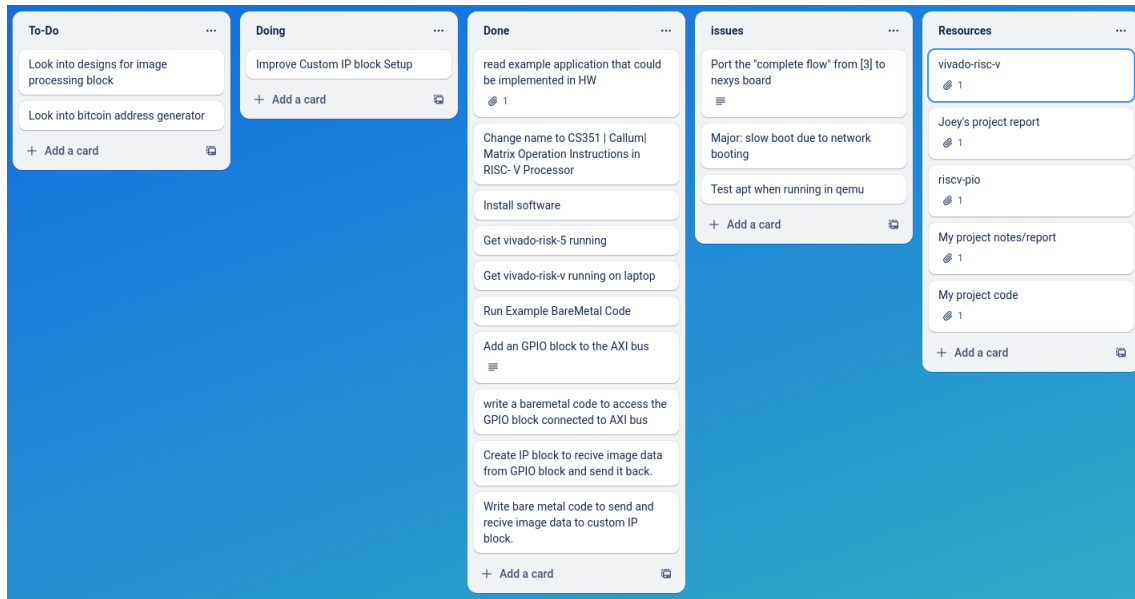 To-Do
Look into designs for image
processing block
Look into bitcoin address generator
+ Add a card
Doing
Improve Custom IP block Setup
+ Add a card
Done
read example application that could
be implemented in HW
1
Change name to CS351 | Callum|
Matrix Operation Instructions in
RISC- V Processor
Install software
Get vivado-risk-5 running
Get vivado-risk-v running on laptop
Run Example BareMetal Code
Add an GPIO block to the AXI bus
write a baremetal code to access the
GPIO block connected to AXI bus
Create IP block to recive image data
from GPIO block and send it back.
Write bare metal code to send and
recive image data to custom IP
block.
+ Add a card
issues
Port the "complete flow" from [3] to
nexys board
Major: slow boot due to network
booting
Test apt when running in qemu
+ Add a card
Resources
vivado-risc-v
1
Joey's project report
1
riscv-pio
1
My project notes/report
1
My project code
1
+ Add a card